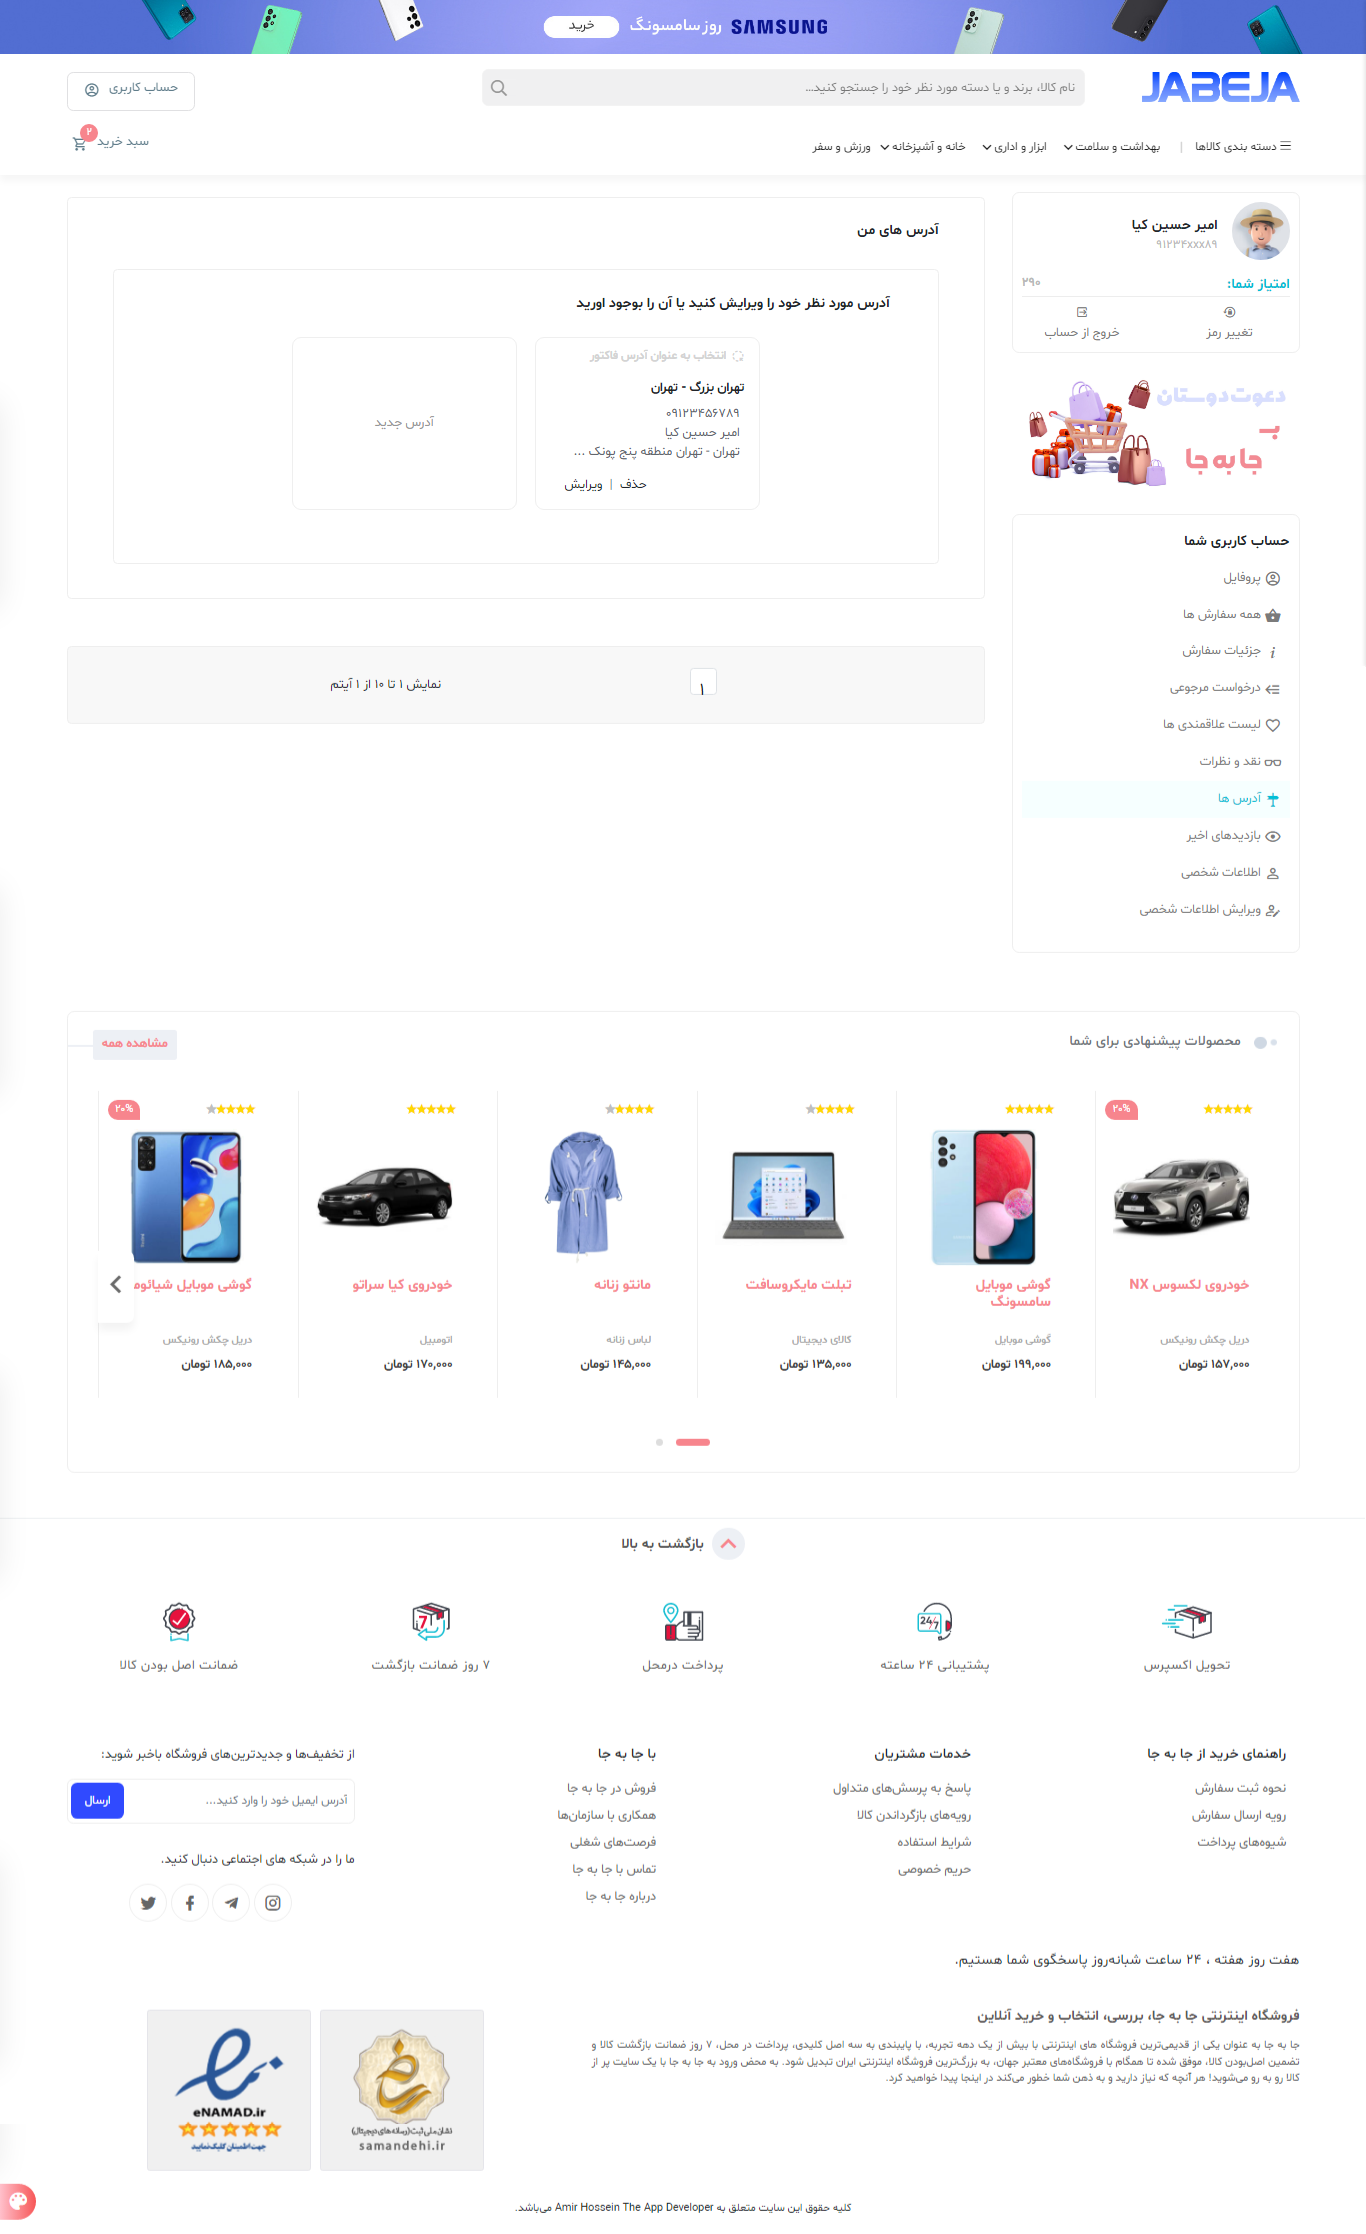 SAMSUNG روز سامسونگ خرید
JABEJA
نام کالا، برند و یا دسته مورد نظر خود را جستجو کنید...
حساب کاربری
دسته بندی کالاها | بهداشت و سلامت ابزار و اداری خانه و آشپزخانه ورزش و سفر
سبد خرید ۲
امیر حسین کیا
۹۱۲۳۴xxx۸۹
امتیاز شما: ۲۹۰
تغییر رمز
خروج از حساب
دعوت دوستان
بـ
جا به جا
حساب کاربری شما
پروفایل
همه سفارش ها
جزئیات سفارش
درخواست مرجوعی
لیست علاقمندی ها
نقد و نظرات
آدرس ها
بازدیدهای اخیر
اطلاعات شخصی
ویرایش اطلاعات شخصی
آدرس های من
آدرس مورد نظر خود را ویرایش کنید یا آن را بوجود اورید
انتخاب به عنوان آدرس فاکتور
تهران بزرگ - تهران
۰۹۱۲۳۴۵۶۷۸۹
امیر حسین کیا
تهران - تهران منطقه پنج پونک ...
حذف | ویرایش
آدرس جدید
۱
نمایش ۱ تا ۱۰ از ۱ آیتم
محصولات پیشنهادی برای شما
مشاهده همه
۲۰%
خودروی لکسوس NX
دریل چکش رونیکس
۱۵۷,۰۰۰ تومان
گوشی موبایل
سامسونگ
گوشی موبایل
۱۹۹,۰۰۰ تومان
تبلت مایکروسافت
کالای دیجیتال
۱۳۵,۰۰۰ تومان
مانتو زنانه
لباس زنانه
۱۴۵,۰۰۰ تومان
خودروی کیا سراتو
اتومبیل
۱۷۰,۰۰۰ تومان
۲۰%
گوشی موبایل شیائوم
دریل چکش رونیکس
۱۸۵,۰۰۰ تومان
بازگشت به بالا
تحویل اکسپرس
پشتیبانی ۲۴ ساعته
پرداخت درمحل
۷ روز ضمانت بازگشت
ضمانت اصل بودن کالا
راهنمای خرید از جا به جا
نحوه ثبت سفارش
رویه ارسال سفارش
شیوه‌های پرداخت
خدمات مشتریان
پاسخ به پرسش‌های متداول
رویه‌های بازگرداندن کالا
شرایط استفاده
حریم خصوصی
با جا به جا
فروش در جا به جا
همکاری با سازمان‌ها
فرصت‌های شغلی
تماس با جا به جا
درباره جا به جا
از تخفیف‌ها و جدیدترین‌های فروشگاه باخبر شوید:
آدرس ایمیل خود را وارد کنید...
ارسال
ما را در شبکه های اجتماعی دنبال کنید.
هفت روز هفته ، ۲۴ ساعت شبانه‌روز پاسخگوی شما هستیم.
فروشگاه اینترنتی جا به جا، بررسی، انتخاب و خرید آنلاین
جا به جا به عنوان یکی از قدیمی‌ترین فروشگاه های اینترنتی با بیش از یک دهه تجربه، با پایبندی به سه اصل کلیدی، پرداخت در محل، ۷ روز ضمانت بازگشت کالا و
تضمین اصل‌بودن کالا، موفق شده تا همگام با فروشگاه‌های معتبر جهان، به بزرگ‌ترین فروشگاه اینترنتی ایران تبدیل شود. به محض ورود به جا به جا با یک سایت پر از
کالا رو به رو می‌شوید! هر آنچه که نیاز دارید و به ذهن شما خطور می‌کند در اینجا پیدا خواهید کرد.
نشان ملی ثبت (رسانه‌های دیجیتال)
samandehi.ir
eNAMAD.ir
جهت اطمینان کلیک نمایید
کلیه حقوق این سایت متعلق به Amir Hossein The App Developer می‌باشد.